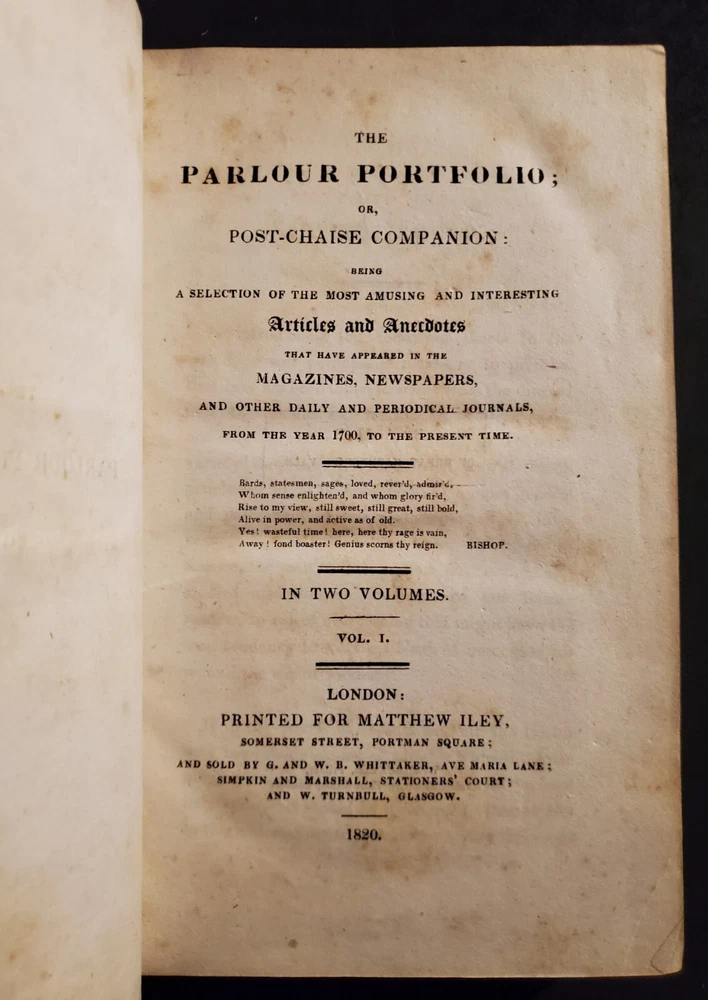 THE
PARLOUR PORTFOLIO;
OR,
POST-CHAISE COMPANION:
BEING
A SELECTION OF THE MOST AMUSING AND INTERESTING
Articles and Anecdotes
THAT HAVE APPEARED IN THE
MAGAZINES, NEWSPAPERS,
AND OTHER DAILY AND PERIODICAL JOURNALS,
FROM THE YEAR 1700, TO THE PRESENT TIME.
Bards, statesmen, sages, loved, rever'd, admir'd,
Whom sense enlighten'd, and whom glory fir'd,
Rise to my view, still sweet, still great, still bold,
Alive in power, and active as of old.
Yes! wasteful time! here, here thy rage is vain,
Away! fond boaster! Genius scorns thy reign. BISHOP.
IN TWO VOLUMES.
VOL. I.
LONDON:
PRINTED FOR MATTHEW ILEY,
SOMERSET STREET, PORTMAN SQUARE;
AND SOLD BY G. AND W. B. WHITTAKER, AVE MARIA LANE;
SIMPKIN AND MARSHALL, STATIONERS' COURT;
AND W. TURNBULL, GLASGOW.
1820.